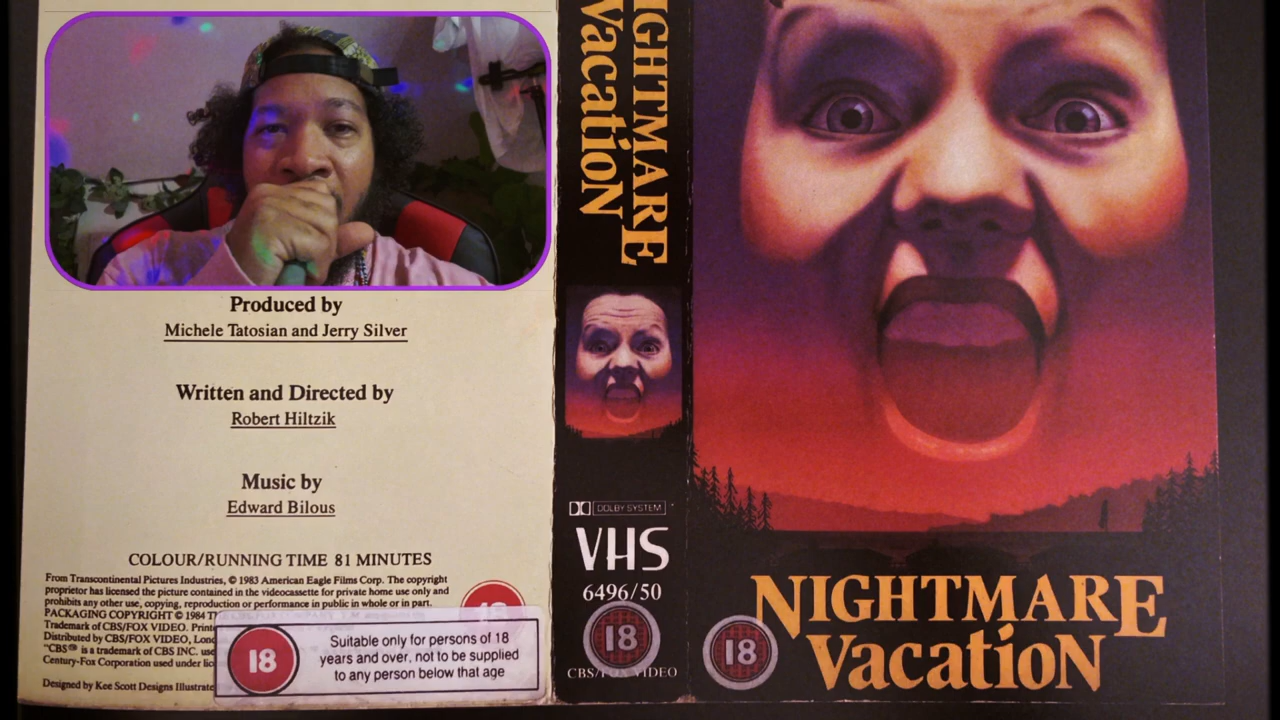 Produced by
Michele Tatosian and Jerry Silver
Written and Directed by
Robert Hiltzik
Music by
Edward Bilous
COLOUR/RUNNING TIME 81 MINUTES
From Transcontinental Pictures Industries, © 1983 American Eagle Films Corp. The copyright
proprietor has licensed the picture contained in the videocassette for private home use only and
prohibits any other use, copying, reproduction or performance in public in whole or in part.
PACKAGING COPYRIGHT © 1984
Trademark of CBS/FOX VIDEO.
Distributed by CBS/FOX VIDEO,
"CBS" is a trademark of CBS INC. use
Century-Fox Corporation used under
Designed by Kee Scott Designs
18
18
Suitable only for persons of 18
years and over, not to be supplied
to any person below that age
NIGHTMARE
Vacation
DOLBY SYSTEM
VHS
6496/50
18
CBS/FOX VIDEO
NIGHTMARE
Vacation
18